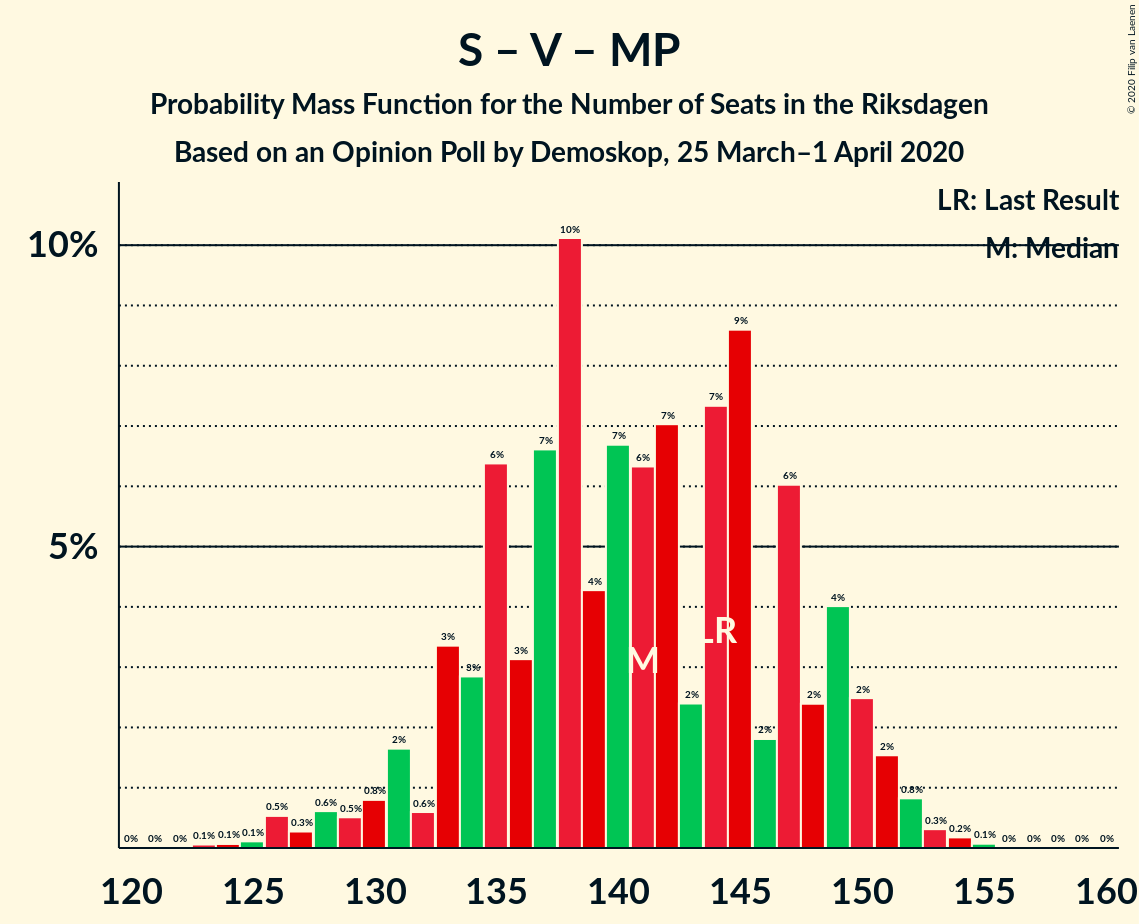 S – V – MP
Probability Mass Function for the Number of Seats in the Riksdagen
Based on an Opinion Poll by Demoskop, 25 March–1 April 2020
© 2020 Filip van Laenen
LR: Last Result
M: Median
10%
5%
0% 0% 0% 0.1% 0.1% 0.1% 0.5% 0.3% 0.6% 0.5% 0.8% 2% 0.6% 3% 3% 6% 3% 7% 10% 4% 7% 6% 7% 2% 7% 9% 2% 6% 2% 4% 2% 2% 0.8% 0.3% 0.2% 0.1% 0% 0% 0% 0% 0%
LR
M
120 125 130 135 140 145 150 155 160